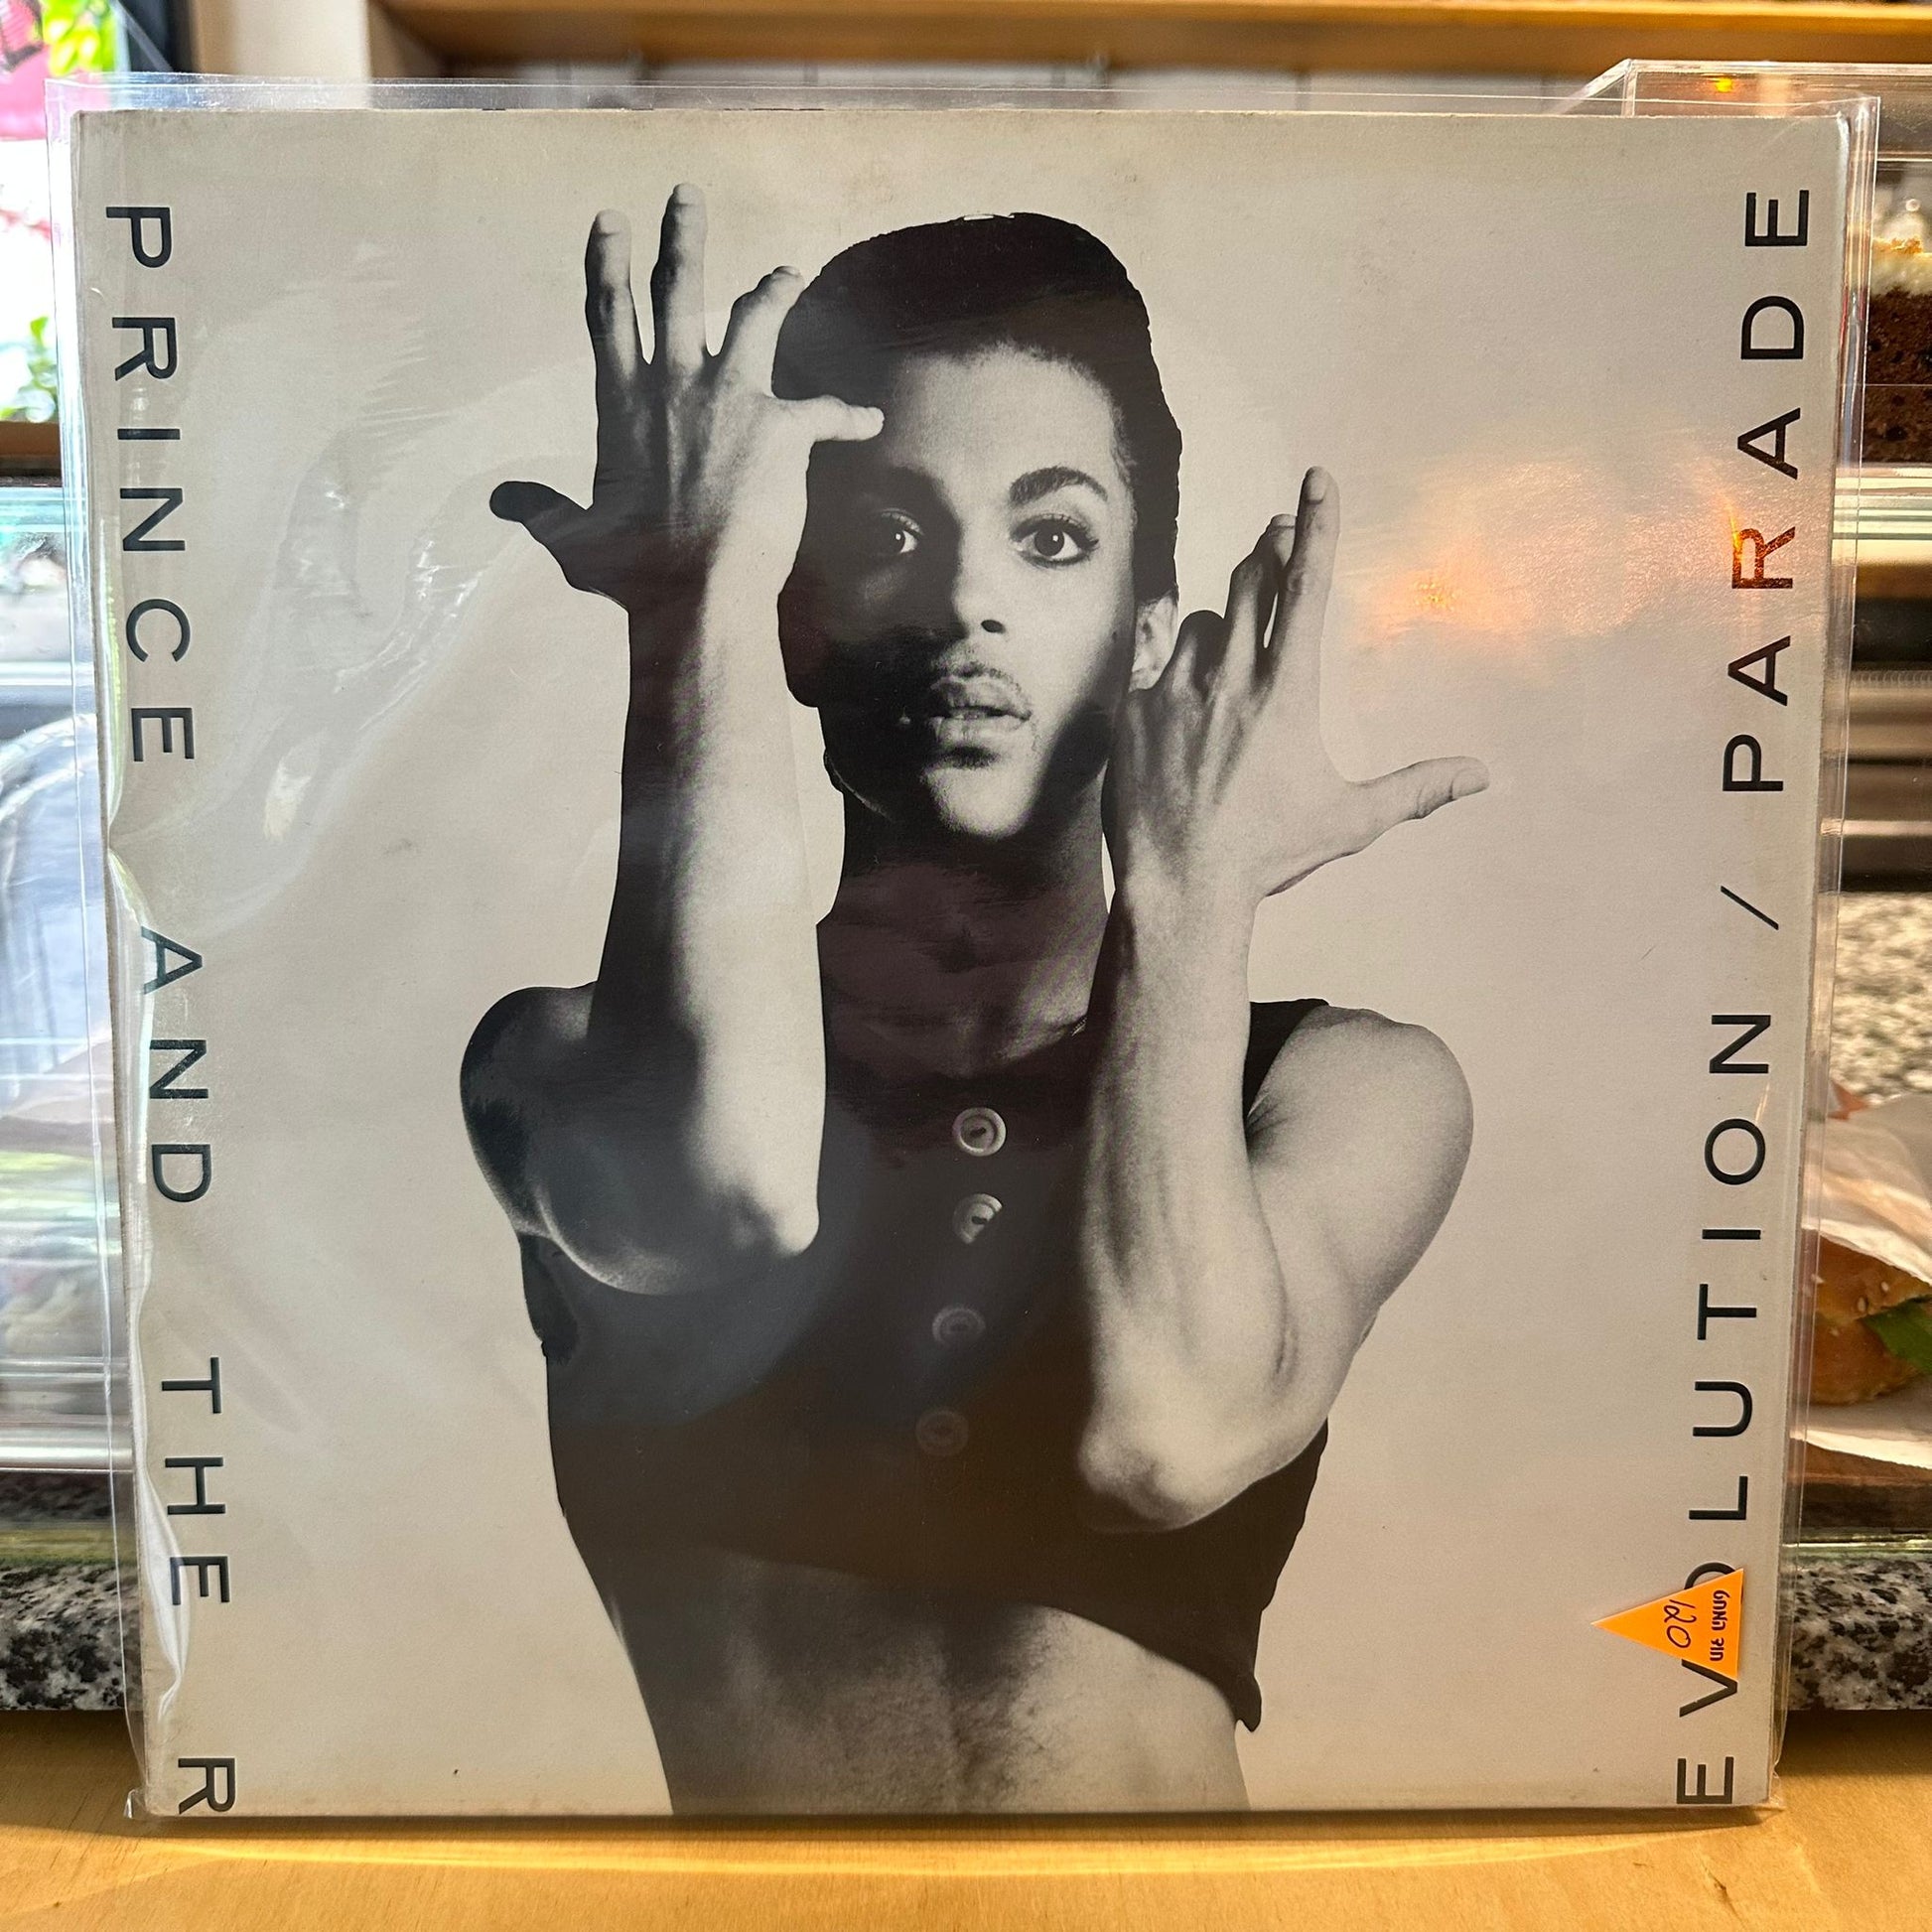 PRINCE AND THE R
EVOLUTION / PARADE
120